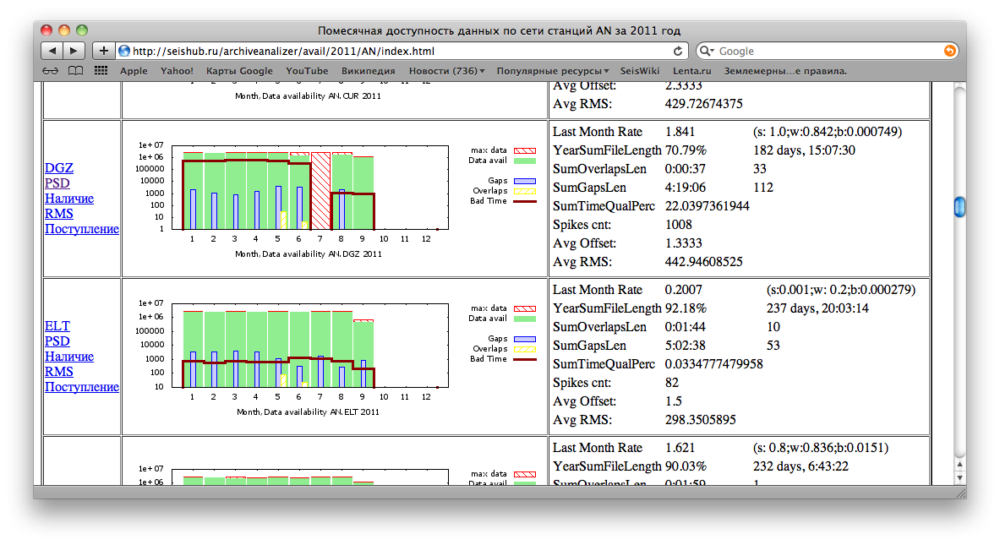 Помесячная доступность данных по сети станций AN за 2011 год
http://seishub.ru/archiveanalizer/avail/2011/AN/index.html
Google
Apple Yahoo! Карты Google YouTube Википедия Новости (736) Популярные ресурсы SeisWiki Lenta.ru Землемерны...е правила.
Month, Data availability AN.CUR 2011
Avg Offset: 2.3333
Avg RMS: 429.72674375
DGZ
PSD
Наличие
RMS
Поступление
1e+07
1e+06
100000
10000
1000
100
10
1
1 2 3 4 5 6 7 8 9 10 11 12
Month, Data availability AN.DGZ 2011
max data
Data avail
Gaps
Overlaps
Bad Time
Last Month Rate 1.841 (s: 1.0;w:0.842;b:0.000749)
YearSumFileLength 70.79% 182 days, 15:07:30
SumOverlapsLen 0:00:37 33
SumGapsLen 4:19:06 112
SumTimeQualPerc 22.0397361944
Spikes cnt: 1008
Avg Offset: 1.3333
Avg RMS: 442.94608525
ELT
PSD
Наличие
RMS
Поступление
1e+07
1e+06
100000
10000
1000
100
10
1 2 3 4 5 6 7 8 9 10 11 12
Month, Data availability AN.ELT 2011
max data
Data avail
Gaps
Overlaps
Bad Time
Last Month Rate 0.2007 (s:0.001;w: 0.2;b:0.000279)
YearSumFileLength 92.18% 237 days, 20:03:14
SumOverlapsLen 0:01:44 10
SumGapsLen 5:02:38 53
SumTimeQualPerc 0.0334777479958
Spikes cnt: 82
Avg Offset: 1.5
Avg RMS: 298.3505895
1e+07
1e+06
max data
Data avail
Last Month Rate 1.621 (s: 0.8;w:0.836;b:0.0151)
YearSumFileLength 90.03% 232 days, 6:43:22
SumOverlapsLen 0:01:59 1